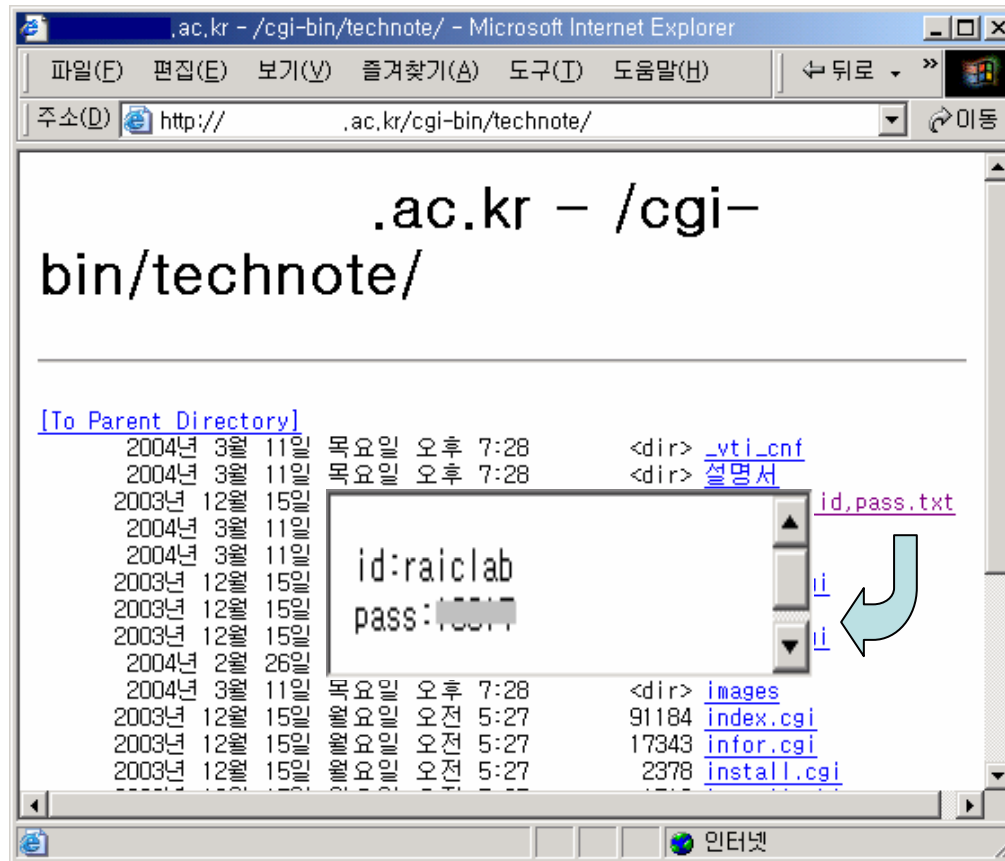 .ac.kr - /cgi-bin/technote/ - Microsoft Internet Explorer
파일(F) 편집(E) 보기(V) 즐겨찾기(A) 도구(T) 도움말(H) 뒤로 »
주소(D) http:// .ac.kr/cgi-bin/technote/ 이동
.ac.kr - /cgi-
bin/technote/
[To Parent Directory]
2004년 3월 11일 목요일 오후 7:28 <dir> _vti_cnf
2004년 3월 11일 목요일 오후 7:28 <dir> 설명서
2003년 12월 15일 id,pass.txt
2004년 3월 11일
2004년 3월 11일
2003년 12월 15일
2003년 12월 15일
2003년 12월 15일
2004년 2월 26일
id:raiclab
pass:
2004년 3월 11일 목요일 오후 7:28 <dir> images
2003년 12월 15일 월요일 오전 5:27 91184 index.cgi
2003년 12월 15일 월요일 오전 5:27 17343 infor.cgi
2003년 12월 15일 월요일 오전 5:27 2378 install.cgi
인터넷